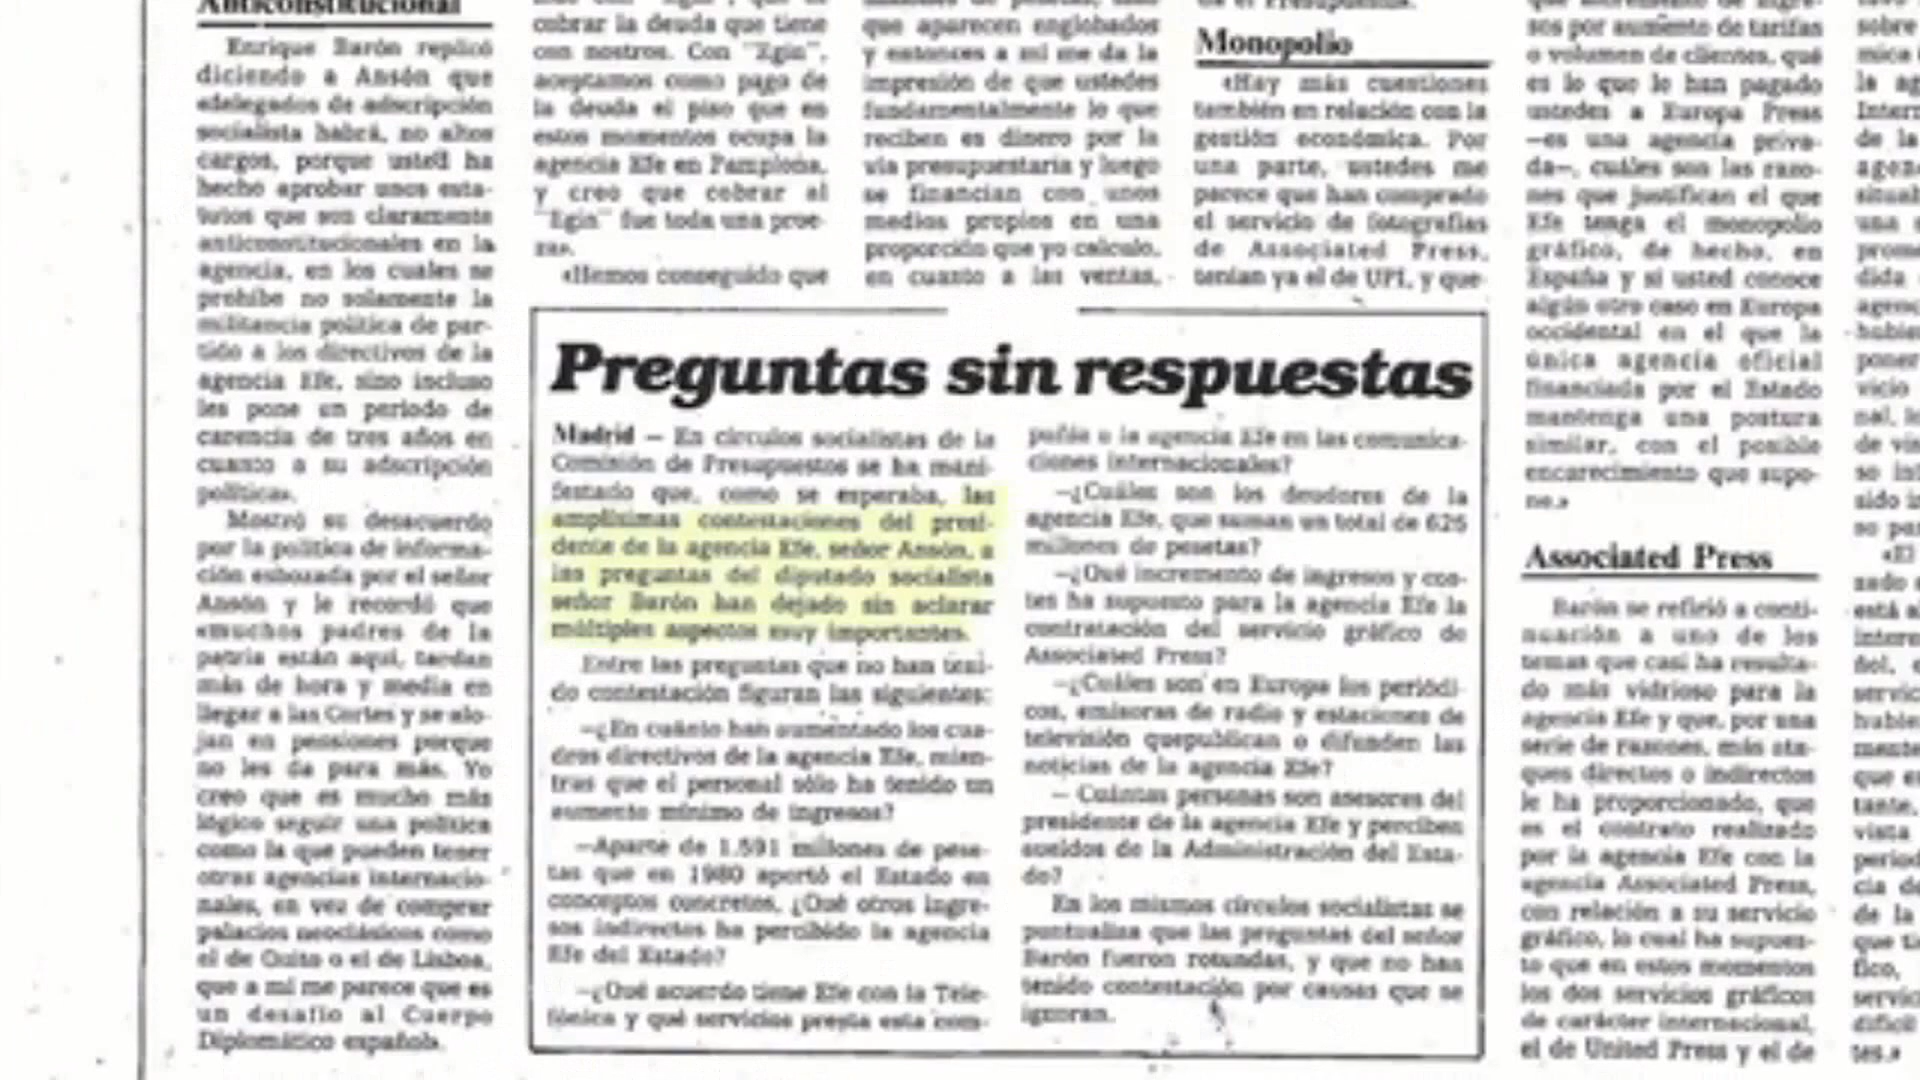 Anticonstitucional
Enrique Barón replicó
diciendo a Ansón que
«delegados de adscripción
socialista habrá, no altos
cargos, porque usted ha
hecho aprobar unos esta-
tutos que son claramente
anticonstitucionales en la
agencia, en los cuales se
prohíbe no solamente la
militancia política de par-
tido a los directivos de la
agencia Efe, sino incluso
les pone un período de
carencia de tres años en
cuanto a su adscripción
política».
Mostró su desacuerdo
por la política de informa-
ción esbozada por el señor
Ansón y le recordó que
«muchos padres de la
patria están aquí, tardan
más de hora y media en
llegar a las Cortes y se alo-
jan en pensiones porque
no les da para más. Yo
creo que es mucho más
lógico seguir una política
como la que pueden tener
otras agencias internacio-
nales, en vez de comprar
palacios neoclásicos como
el de Quito o el de Lisboa,
que a mí me parece que es
un desafío al Cuerpo
Diplomático español».
cobrar la deuda que tiene
con nostros. Con "Egin",
aceptamos como pago de
la deuda el piso que en
estos momentos ocupa la
agencia Efe en Pamplona,
y creo que cobrar al
"Egin" fue toda una proe-
za».
«Hemos conseguido que
que aparecen englobados
y entonces a mí me da la
impresión de que ustedes
fundamentalmente lo que
reciben es dinero por la
vía presupuestaria y luego
se financian con unos
medios propios en una
proporción que yo calculo,
en cuanto a las ventas,
Monopolio
«Hay más cuestiones
también en relación con la
gestión económica. Por
una parte, ustedes me
parece que han comprado
el servicio de fotografías
de Associated Press,
tenían ya el de UPI, y que-
Preguntas sin respuestas
Madrid — En círculos socialistas de la
Comisión de Presupuestos se ha mani-
festado que, como se esperaba, las
amplísimas contestaciones del presi-
dente de la agencia Efe, señor Ansón, a
las preguntas del diputado socialista
señor Barón han dejado sin aclarar
múltiples aspectos muy importantes.
Entre las preguntas que no han teni-
do contestación figuran las siguientes:
—¿En cuánto han aumentado los cua-
dros directivos de la agencia Efe, mien-
tras que el personal sólo ha tenido un
aumento mínimo de ingresos?
—Aparte de 1.591 millones de pese-
tas que en 1980 aportó el Estado en
conceptos concretos, ¿Qué otros ingre-
sos indirectos ha percibido la agencia
Efe del Estado?
—¿Qué acuerdo tiene Efe con la Tele-
fónica y qué servicios presta esta com-
pañía a la agencia Efe en las comunica-
ciones internacionales?
—¿Cuáles son los deudores de la
agencia Efe, que suman un total de 625
millones de pesetas?
—¿Qué incremento de ingresos y cos-
tes ha supuesto para la agencia Efe la
contratación del servicio gráfico de
Associated Press?
—¿Cuáles son en Europa los periódi-
cos, emisoras de radio y estaciones de
televisión quepublican o difunden las
noticias de la agencia Efe?
— Cuántas personas son asesores del
presidente de la agencia Efe y perciben
sueldos de la Administración del Esta-
do?
En los mismos círculos socialistas se
puntualiza que las preguntas del señor
Barón fueron rotundas, y que no han
tenido contestación por causas que se
ignoran.
sos por aumento de tarifas
o volumen de clientes, qué
es lo que lo han pagado
ustedes a Europa Press
—es una agencia priva-
da—, cuáles son las razo-
nes que justifican el que
Efe tenga el monopolio
gráfico, de hecho, en
España y si usted conoce
algún otro caso en Europa
occidental en el que la
única agencia oficial
financiada por el Estado
mantenga una postura
similar, con el posible
encarecimiento que supo-
ne.»
Associated Press
Barón se refirió a conti-
nuación a uno de los
temas que casi ha resulta-
do más vidrioso para la
agencia Efe y que, por una
serie de razones, más ata-
ques directos o indirectos
le ha proporcionado, que
es el contrato realizado
por la agencia Efe con la
agencia Associated Press,
con relación a su servicio
gráfico, lo cual ha supues-
to que en estos momentos
los dos servicios gráficos
de carácter internacional,
el de United Press y el de